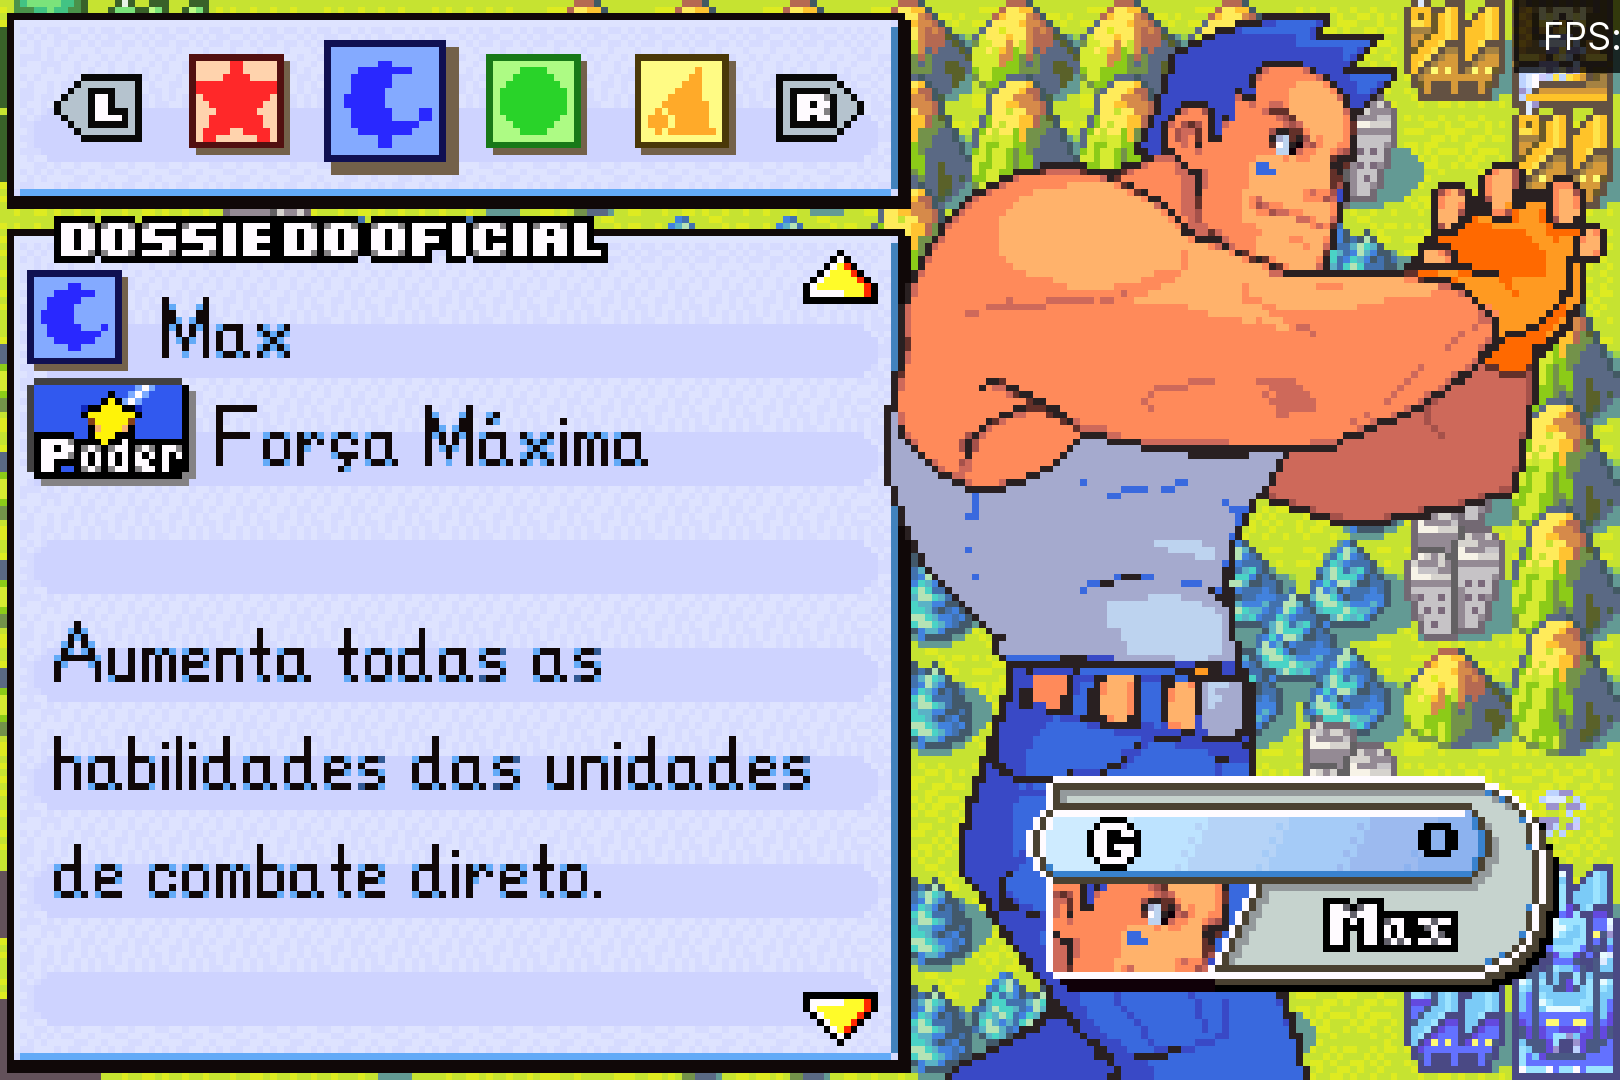 FPS:
L
R
DOSSIE DO OFICIAL
Max
Poder
Força Máxima
Aumenta todas as
habilidades das unidades
de combate direto.
G 0
Max